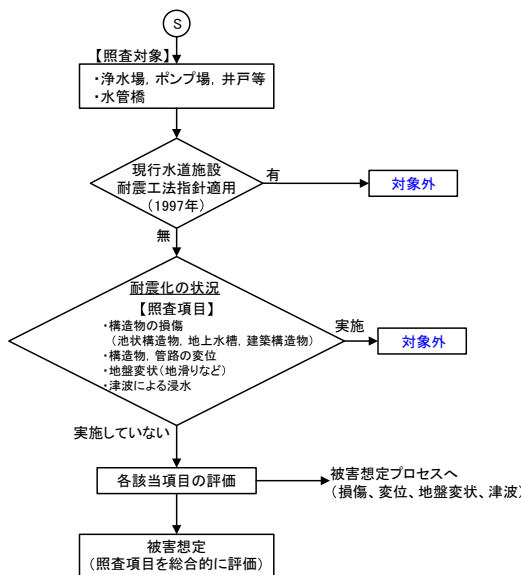 S
【照査対象】
・浄水場, ポンプ場, 井戸等
・水管橋
現行水道施設
耐震工法指針適用
（1997年）
有
対象外
無
耐震化の状況
【照査項目】
・構造物の損傷
（池状構造物, 地上水槽, 建築構造物）
・構造物, 管路の変位
・地盤変状（地滑りなど）
・津波による浸水
実施
対象外
実施していない
各該当項目の評価
被害想定プロセスへ
（損傷、変位、地盤変状、津波）
被害想定
（照査項目を総合的に評価）